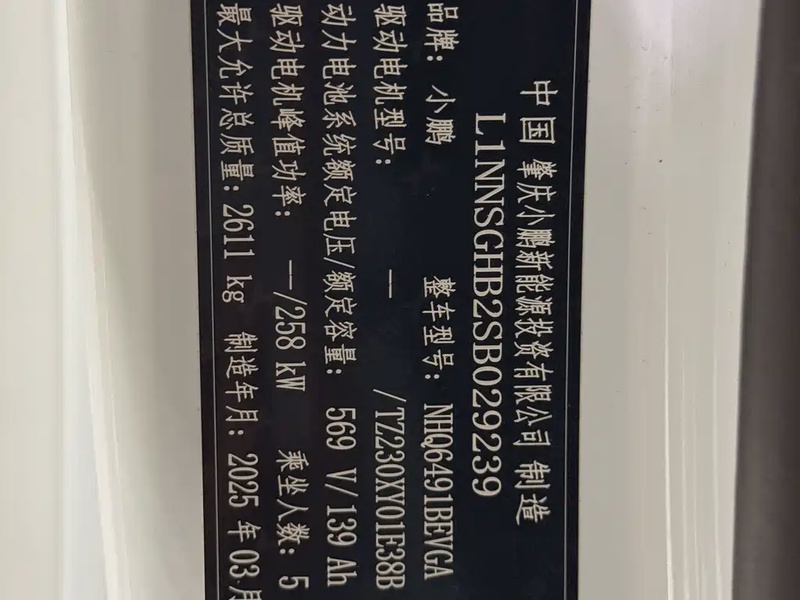 中国 肇庆小鹏新能源投资有限公司 制造
L1NNSGHB2SB029239
品牌: 小鹏 整车型号: NHQ6491BEVGA
驱动电机型号: — /TZ230XY01E38B
动力电池系统额定电压/额定容量: 569 V/139 Ah
驱动电机峰值功率: —/258 kW 乘坐人数: 5
最大允许总质量: 2611 kg 制造年月: 2025 年 03 月